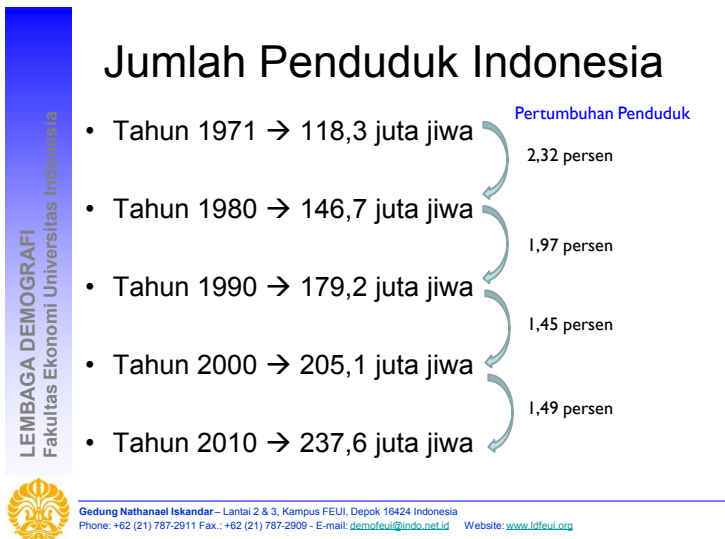 Jumlah Penduduk Indonesia
Pertumbuhan Penduduk
• Tahun 1971 → 118,3 juta jiwa
2,32 persen
• Tahun 1980 → 146,7 juta jiwa
1,97 persen
• Tahun 1990 → 179,2 juta jiwa
1,45 persen
• Tahun 2000 → 205,1 juta jiwa
1,49 persen
• Tahun 2010 → 237,6 juta jiwa
LEMBAGA DEMOGRAFI
Fakultas Ekonomi Universitas Indonesia
Gedung Nathanael Iskandar – Lantai 2 & 3, Kampus FEUI, Depok 16424 Indonesia
Phone: +62 (21) 787-2911 Fax.: +62 (21) 787-2909 - E-mail: demofeui@indo.net.id Website: www.ldfeui.org